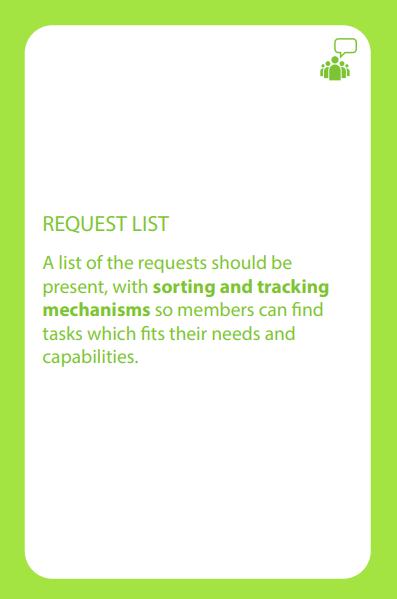 REQUEST LIST
A list of the requests should be
present, with sorting and tracking
mechanisms so members can find
tasks which fits their needs and
capabilities.